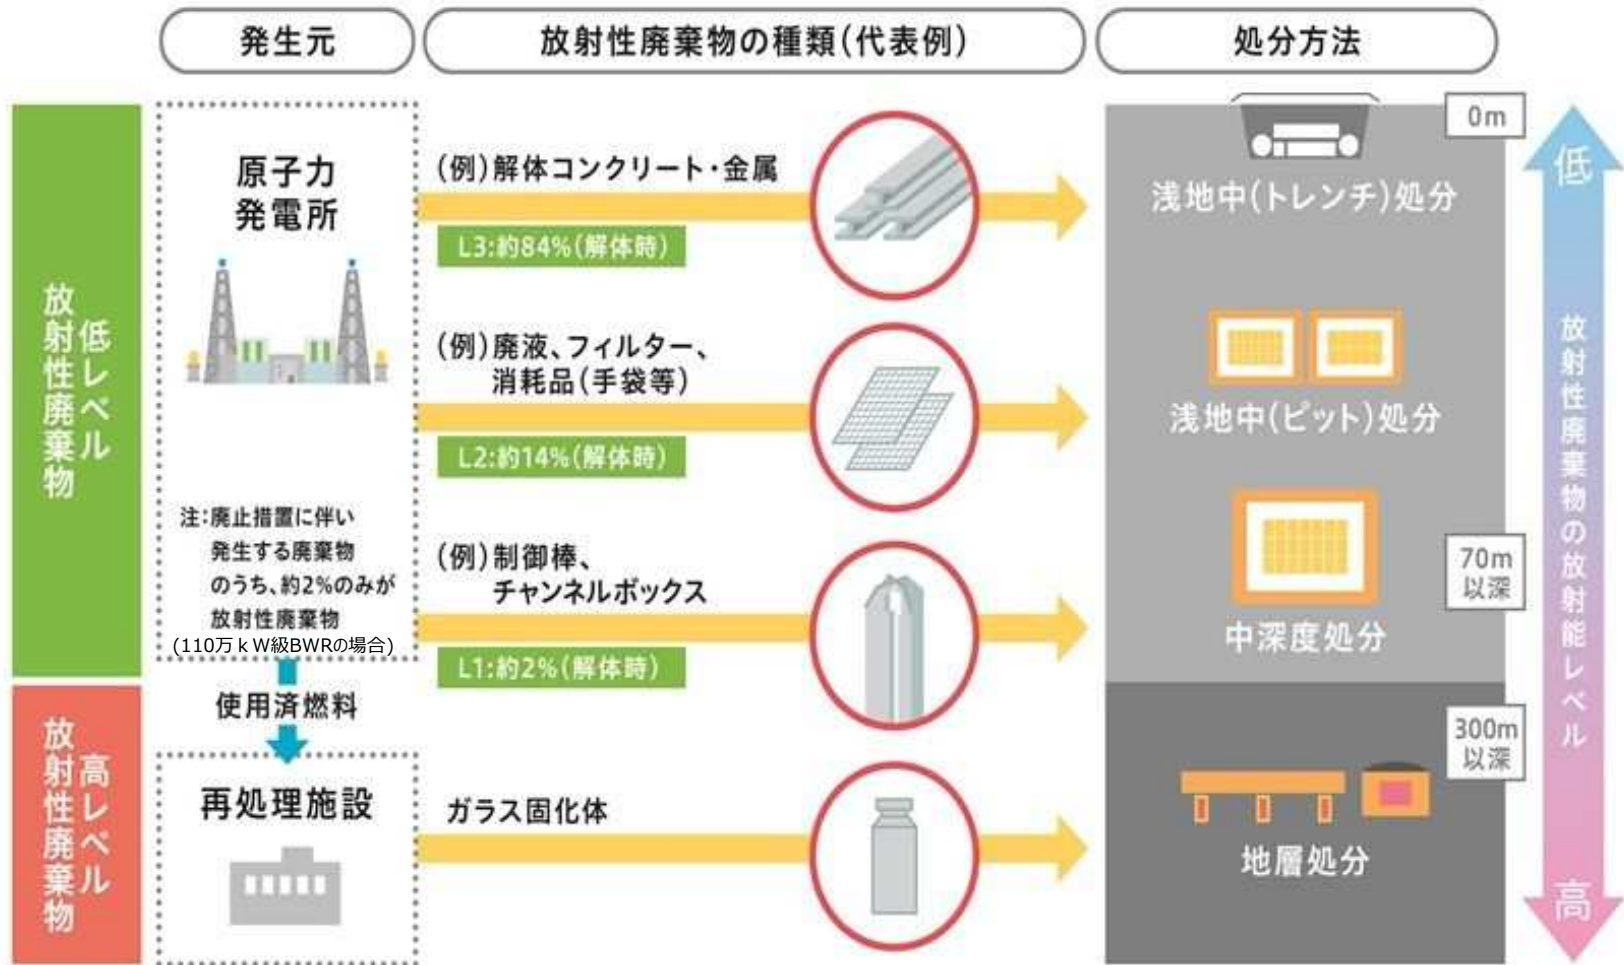 発生元
放射性廃棄物の種類(代表例)
処分方法
低レベル
放射性廃棄物
原子力
発電所
注:廃止措置に伴い
発生する廃棄物
のうち、約2%のみが
放射性廃棄物
(110万kW級BWRの場合)
使用済燃料
高レベル
放射性廃棄物
再処理施設
(例)解体コンクリート・金属
L3:約84%(解体時)
(例)廃液、フィルター、
消耗品(手袋等)
L2:約14%(解体時)
(例)制御棒、
チャンネルボックス
L1:約2%(解体時)
ガラス固化体
0m
浅地中(トレンチ)処分
浅地中(ピット)処分
70m
以深
中深度処分
300m
以深
地層処分
低
放射性廃棄物の放射能レベル
高